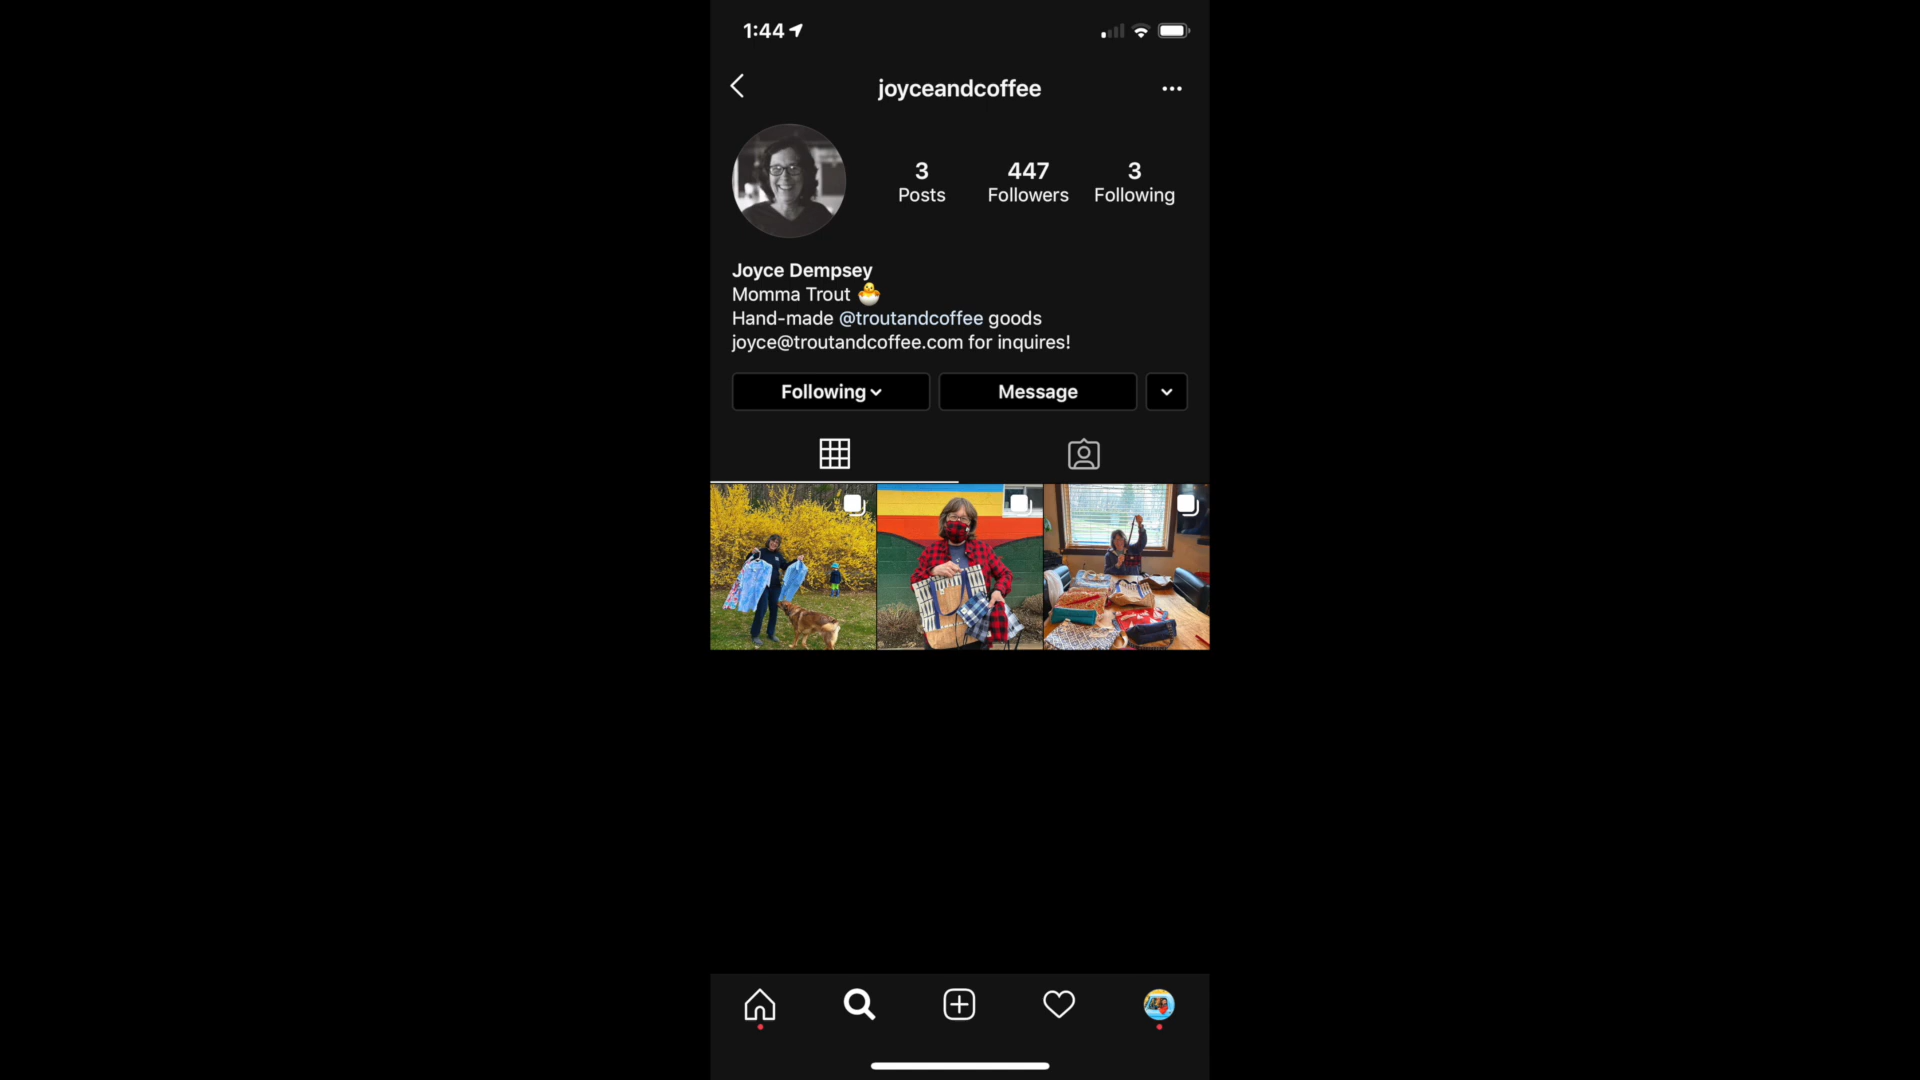 1:44
joyceandcoffee
3 447 3
Posts Followers Following
Joyce Dempsey
Momma Trout 🐣
Hand-made @troutandcoffee goods
joyce@troutandcoffee.com for inquires!
Following Message